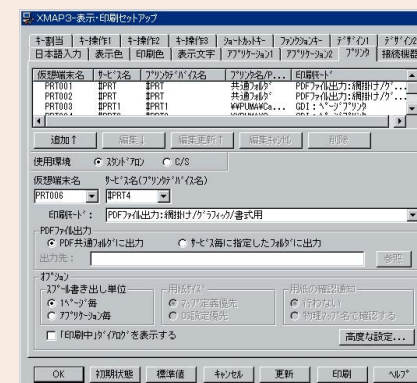 XMAP3-表示・印刷セットアップ
キー割当 キー操作1 キー操作2 キー操作3 ショートカットキー ファンクションキー デザイン1 デザイン2
日本語入力 表示色 印刷色 表示文字 アプリケーション1 アプリケーション2 プリンタ 接続機器
仮想端末名 サービス名 プリンタデバイス名 プリンタ名/P... 印刷モード
PRT001 #PRT #PRT 共通フォルダ PDFファイル出力:網掛け/グ...
PRT002 #PRT #PRT 共通フォルダ PDFファイル出力:網掛け/グ...
PRT003 #PRT1 #PRT1 ¥¥PUMA¥Ca... GDI:ページプリンタ
追加↑ 編集↓ 編集更新↑ 編集キャンセル 削除
使用環境 スタンドアロン C/S
仮想端末名 サービス名(プリンタデバイス名)
PRT006 #PRT4
印刷モード: PDFファイル出力:網掛け/グラフィック/書式用
PDFファイル出力
PDF共通フォルダに出力 サービス毎に指定したフォルダに出力
出力先: 参照
オプション
スプール書き出し単位 用紙サイズ 用紙の確認通知
1ページ毎 マップ定義優先 行わない
アプリケーション毎 OS設定優先 物理マップ名で確認する
「印刷中」ダイアログを表示する 高度な設定...
OK 初期状態 標準値 キャンセル 更新 印刷 ヘルプ